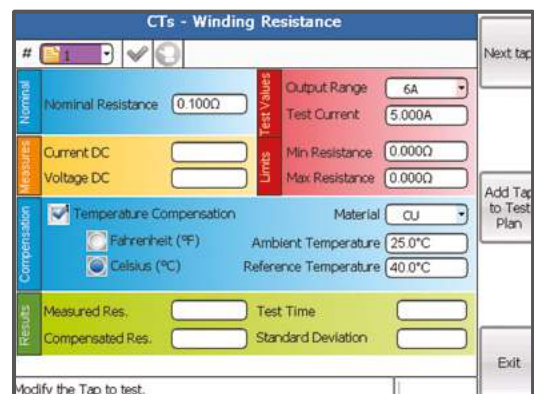 CTs - Winding Resistance
# 1
Next tap
Nominal
Nominal Resistance 0.100Ω
Test Values
Output Range 6A
Test Current 5.000A
Measures
Current DC
Voltage DC
Limits
Min Resistance 0.000Ω
Max Resistance 0.000Ω
Add Tap to Test Plan
Compensation
Temperature Compensation
Material CU
Fahrenheit (ºF)
Ambient Temperature 25.0°C
Celsius (ºC)
Reference Temperature 40.0°C
Results
Measured Res.
Test Time
Compensated Res.
Standard Deviation
Exit
Modify the Tap to test.